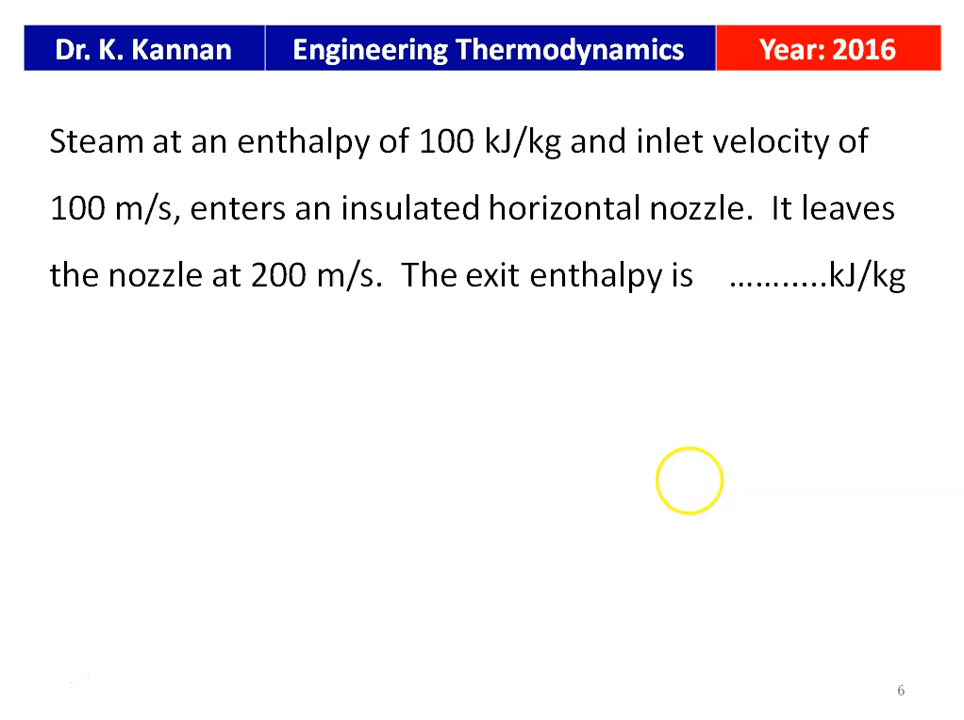 Dr. K. Kannan Engineering Thermodynamics Year: 2016
Steam at an enthalpy of 100 kJ/kg and inlet velocity of
100 m/s, enters an insulated horizontal nozzle. It leaves
the nozzle at 200 m/s. The exit enthalpy is …….....kJ/kg
6